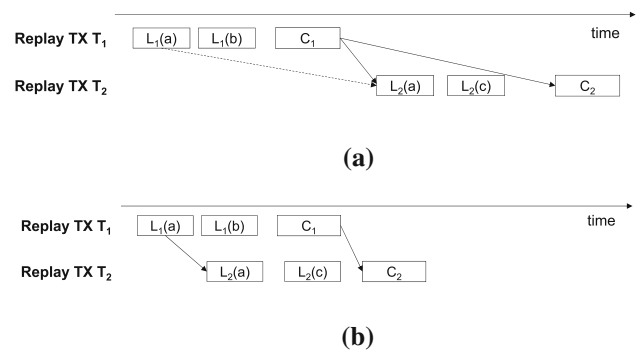 time
Replay TX T₁ L₁(a) L₁(b) C₁
Replay TX T₂ L₂(a) L₂(c) C₂
(a)
time
Replay TX T₁ L₁(a) L₁(b) C₁
Replay TX T₂ L₂(a) L₂(c) C₂
(b)